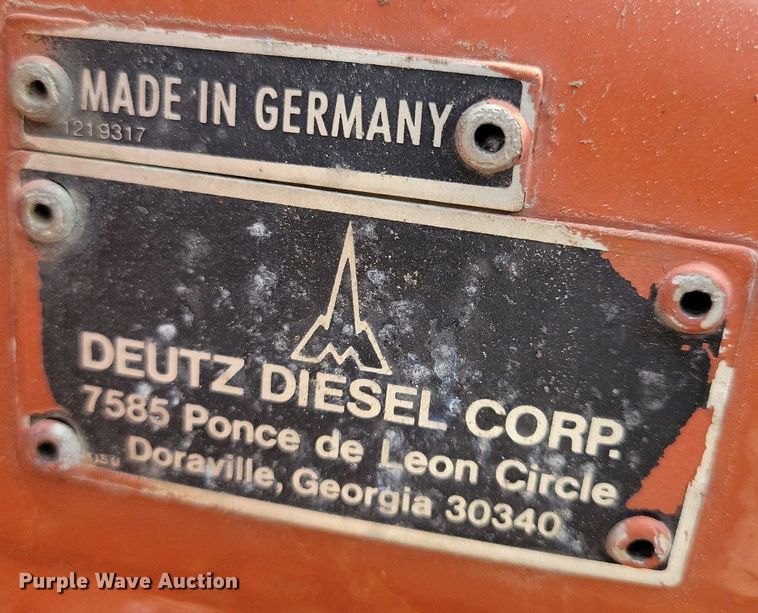 MADE IN GERMANY
1219317
DEUTZ DIESEL CORP.
7585 Ponce de Leon Circle
Doraville, Georgia 30340
Purple Wave Auction